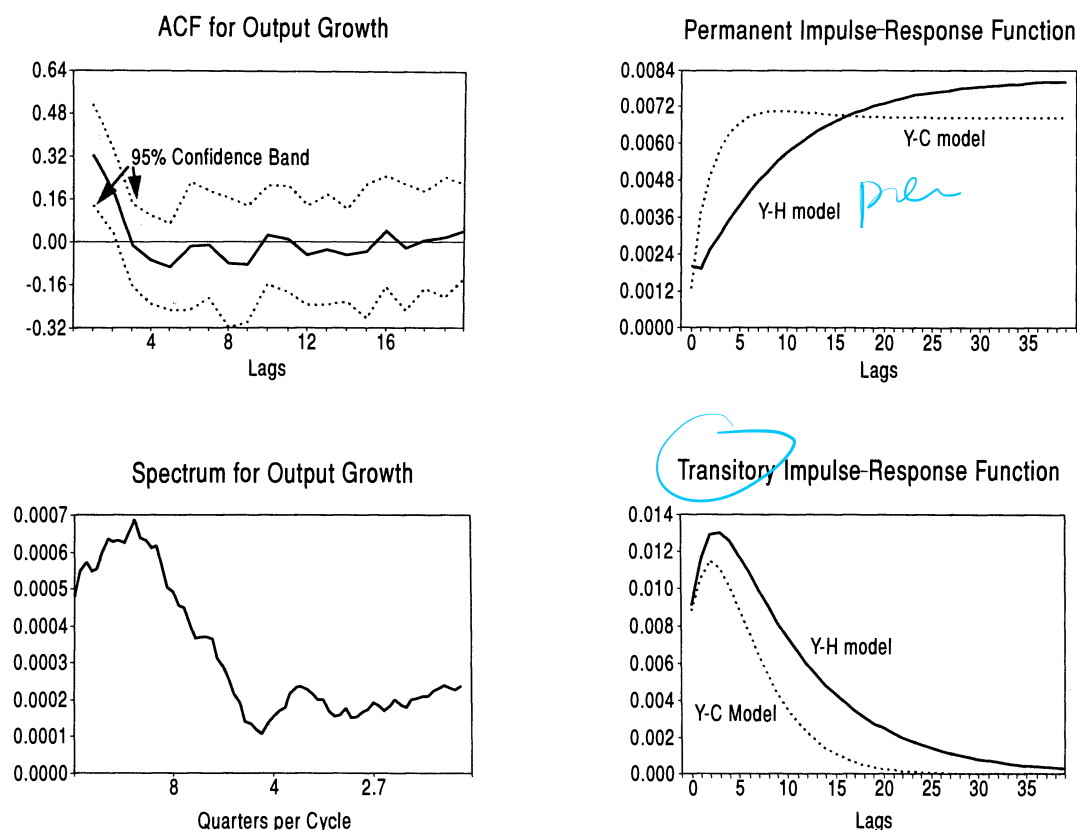 ACF for Output Growth
0.64
0.48
0.32
0.16
0.00
-0.16
-0.32
95% Confidence Band
4 8 12 16
Lags
Permanent Impulse-Response Function
0.0084
0.0072
0.0060
0.0048
0.0036
0.0024
0.0012
0.0000
Y-C model
Y-H model
0 5 10 15 20 25 30 35
Lags
Spectrum for Output Growth
0.0007
0.0006
0.0005
0.0004
0.0003
0.0002
0.0001
0.0000
8 4 2.7
Quarters per Cycle
Transitory Impulse-Response Function
0.014
0.012
0.010
0.008
0.006
0.004
0.002
0.000
Y-H model
Y-C Model
0 5 10 15 20 25 30 35
Lags